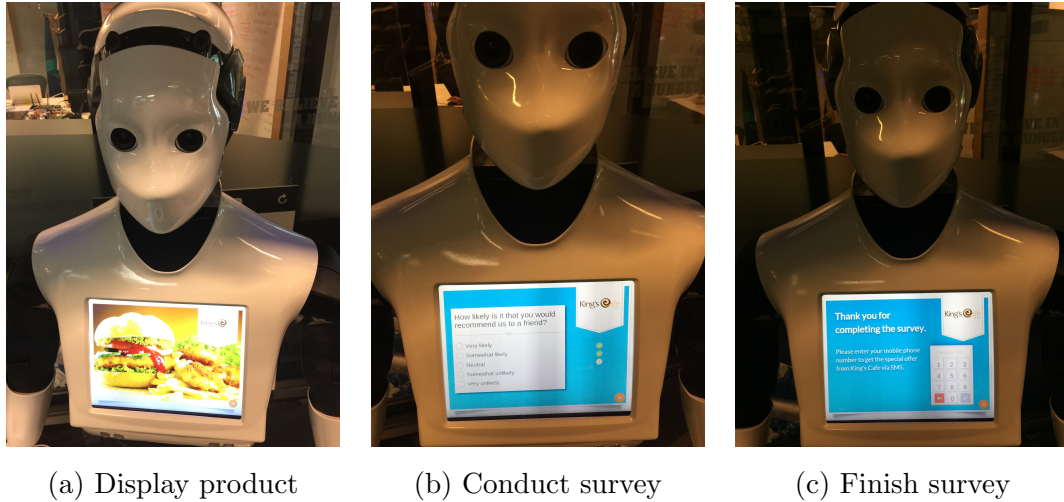 WE BELIEVE
King's
How likely is it that you would
recommend us to a friend?
Very likely
Somewhat likely
Neutral
Somewhat unlikely
Very unlikely
King's
Thank you for
completing the survey.
Please enter your mobile phone
number to get the special offer
from King's Cafe via SMS.
1 2 3
4 5 6
7 8 9
0
(a) Display product
(b) Conduct survey
(c) Finish survey